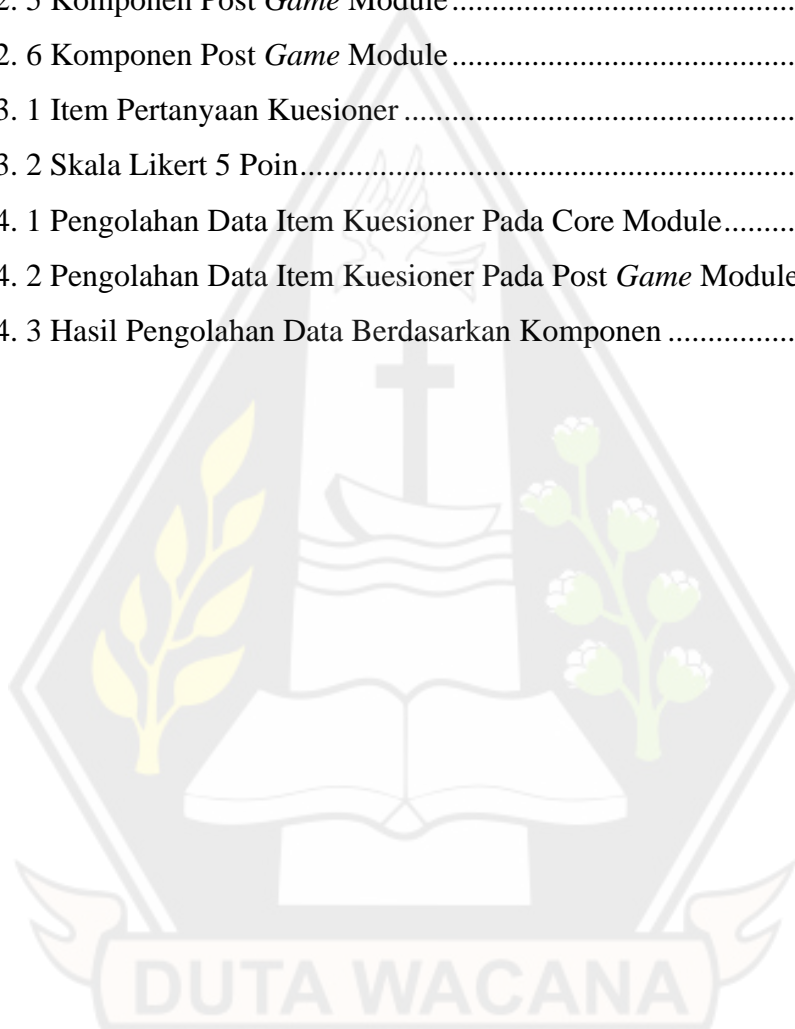 2. 5 Komponen Post Game Module.......................................
2. 6 Komponen Post Game Module.......................................
3. 1 Item Pertanyaan Kuesioner.............................................
3. 2 Skala Likert 5 Poin..........................................................
4. 1 Pengolahan Data Item Kuesioner Pada Core Module.........
4. 2 Pengolahan Data Item Kuesioner Pada Post Game Module
4. 3 Hasil Pengolahan Data Berdasarkan Komponen................
DUTA WACANA